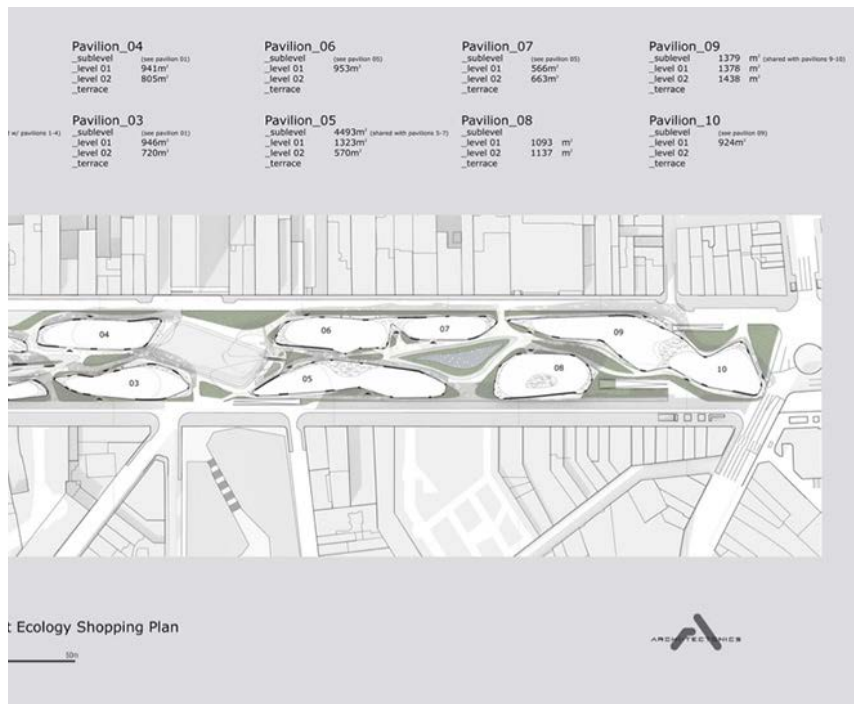 Pavilion_04
_sublevel (see pavilion 01)
_level 01 941m²
_level 02 805m²
_terrace
Pavilion_06
_sublevel (see pavilion 05)
_level 01 953m²
Pavilion_07
_sublevel (see pavilion 05)
_level 01 566m²
_level 02 663m²
_terrace
Pavilion_09
_sublevel 1379 m² (shared with pavilions 9-10)
_level 01 1378 m²
_level 02 1438 m²
_terrace
w/ pavilions 1-4)
Pavilion_03
_sublevel (see pavilion 01)
_level 01 946m²
_level 02 720m²
_terrace
Pavilion_05
_sublevel 4493m² (shared with pavilions 5-7)
_level 01 1323m²
_level 02 570m²
_terrace
Pavilion_08
_sublevel
_level 01 1093 m²
_level 02 1137 m²
_terrace
Pavilion_10
_sublevel (see pavilion 09)
_level 01 924m²
_level 02
_terrace
04
06
07
09
03
05
08
10
t Ecology Shopping Plan
50m
ARCHITECTONICS